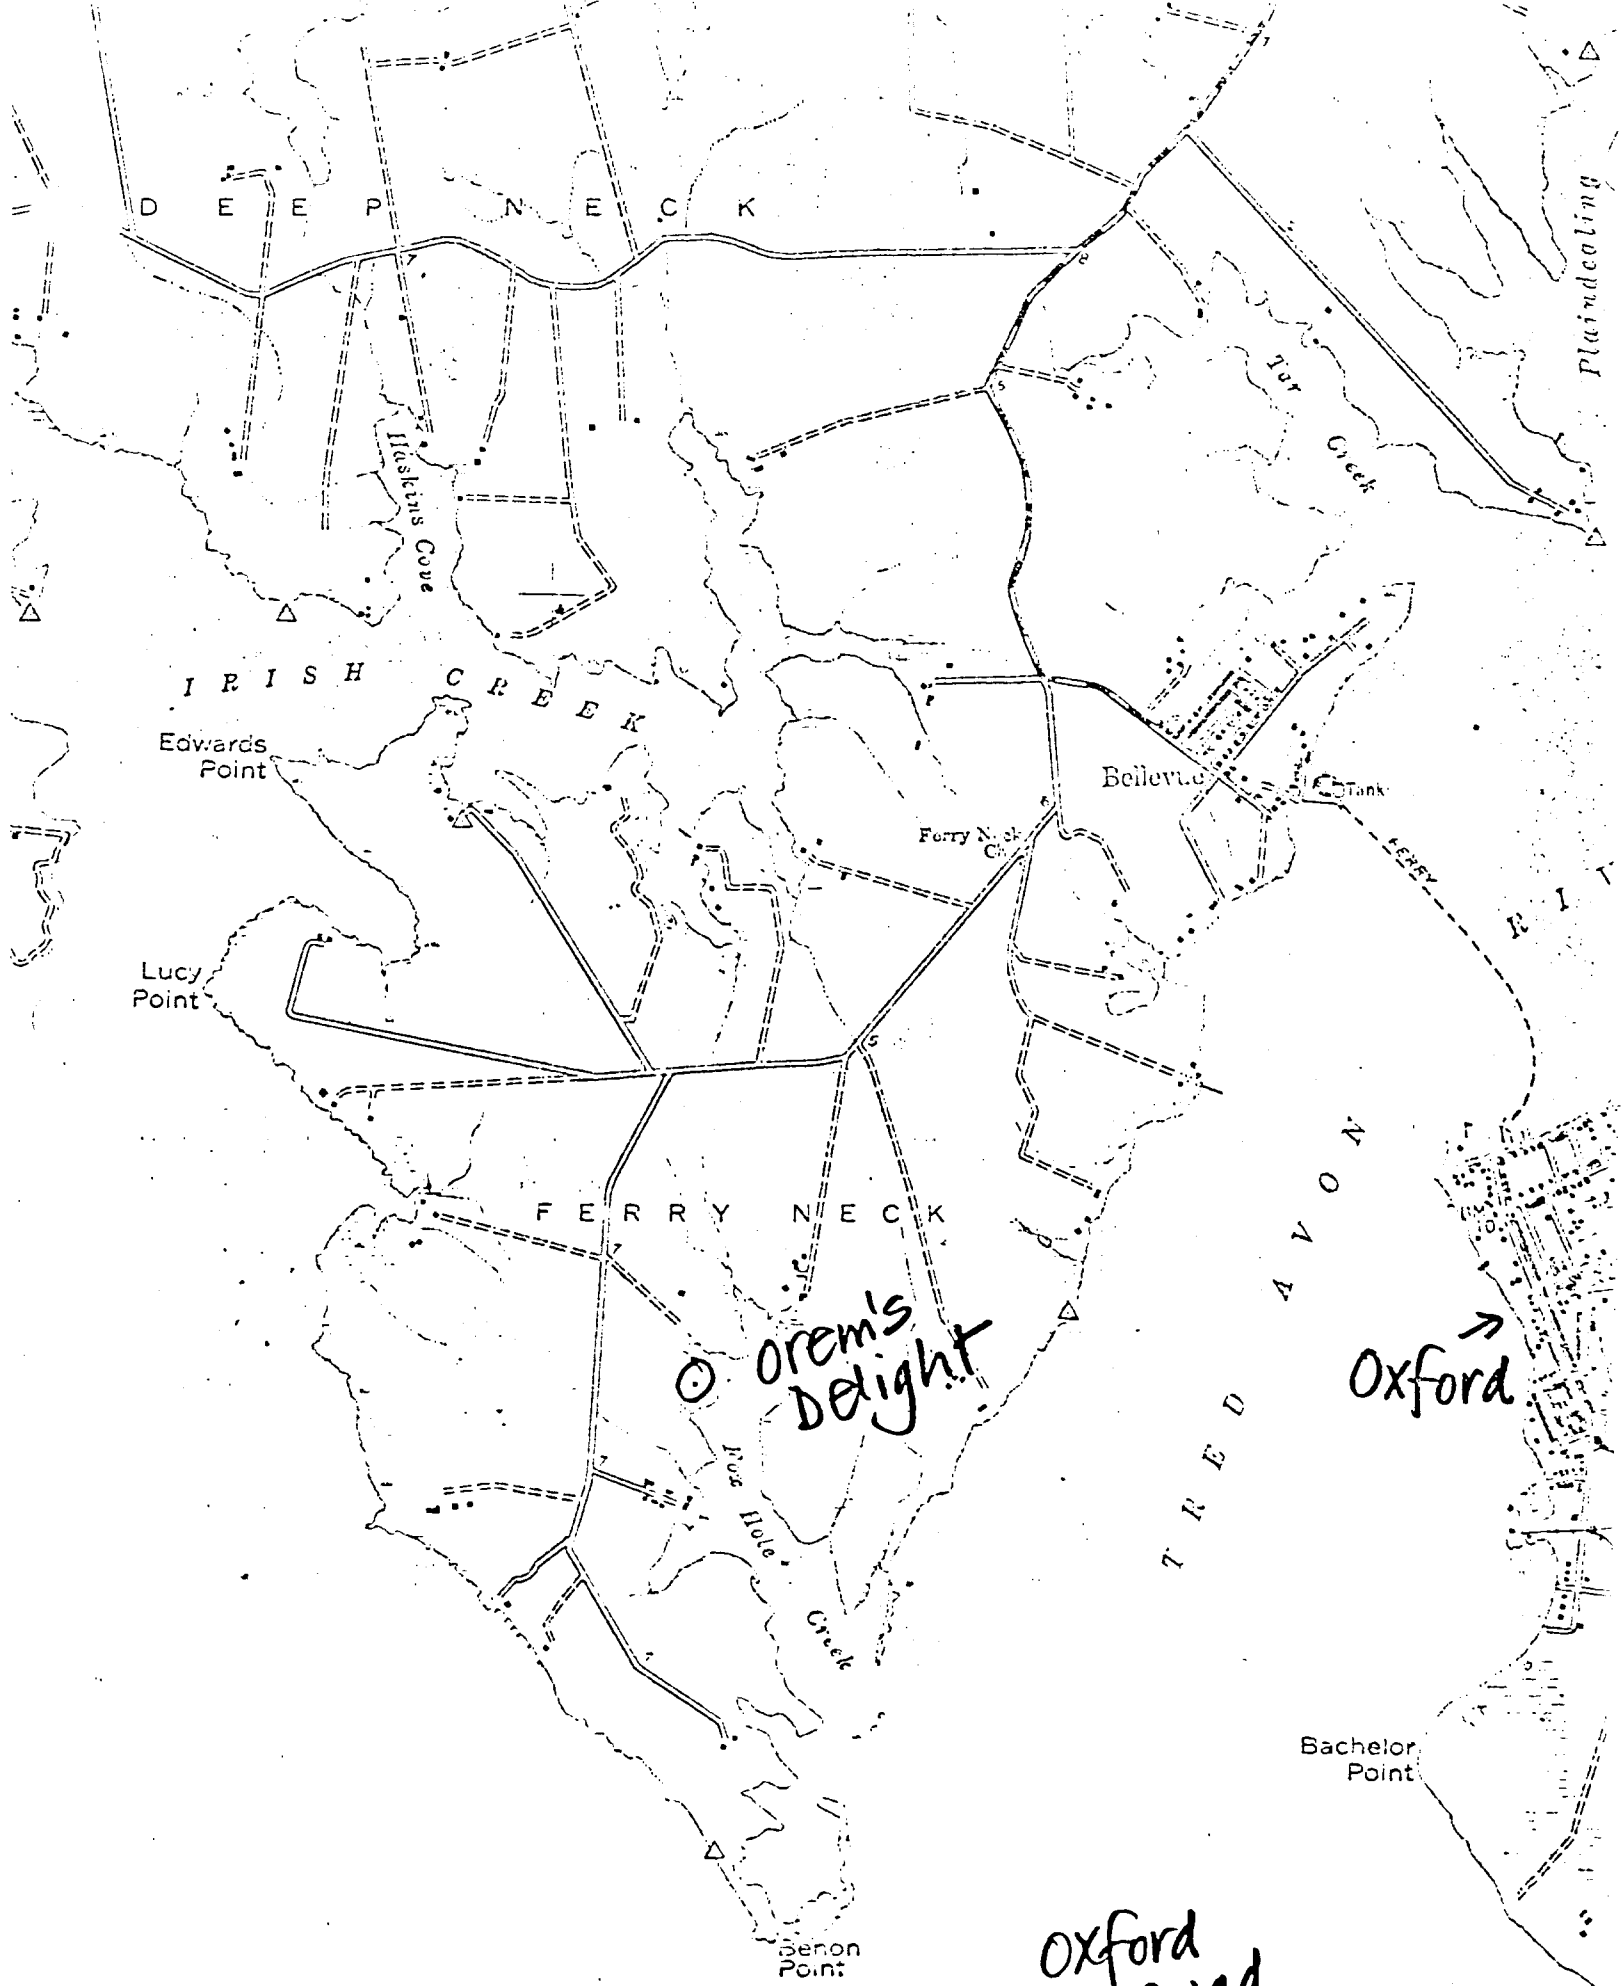 DEEP NECK
Plaindealing
Tar
Creek
Haskins Cove
IRISH CREEK
Edwards
Point
Bellevue
Tank
Ferry Neck
Ch
FERRY
Lucy
Point
FERRY NECK
TRED AVON
Orem's
Delight
Oxford
Fox Hole Creek
Bachelor
Point
Benon
Point
Oxford